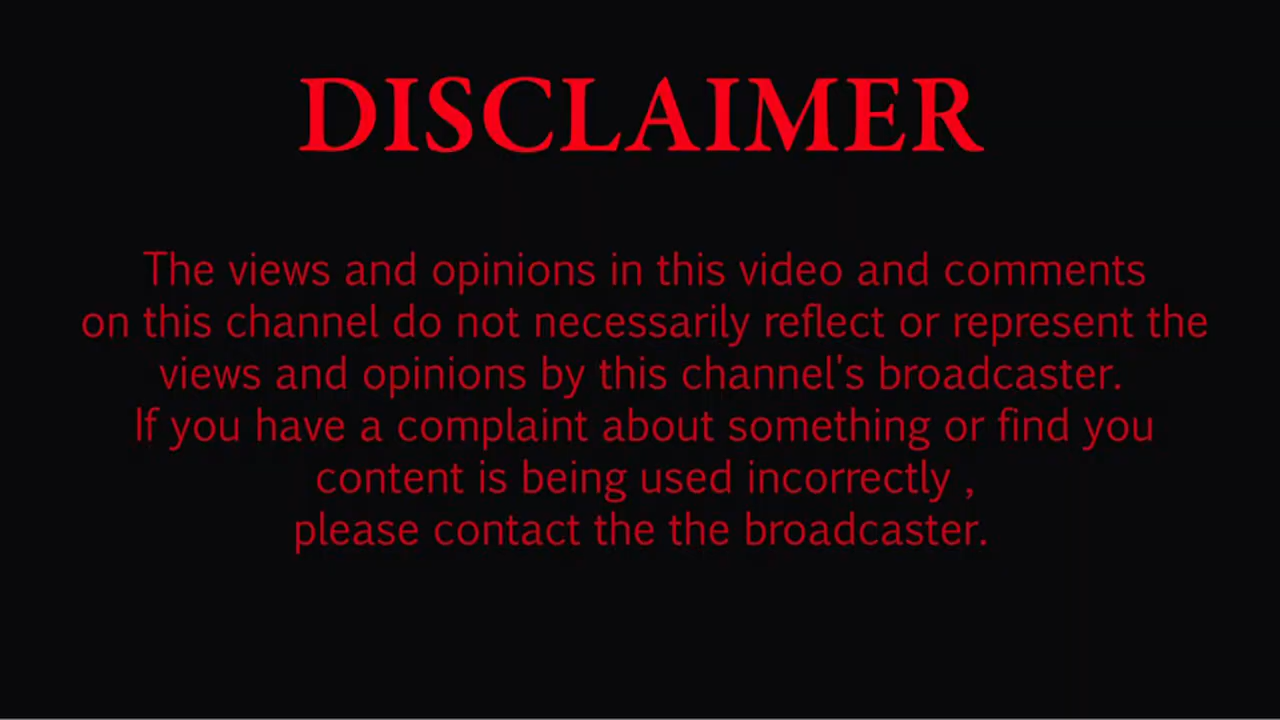 DISCLAIMER
The views and opinions in this video and comments
on this channel do not necessarily reflect or represent the
views and opinions by this channel's broadcaster.
If you have a complaint about something or find you
content is being used incorrectly ,
please contact the the broadcaster.